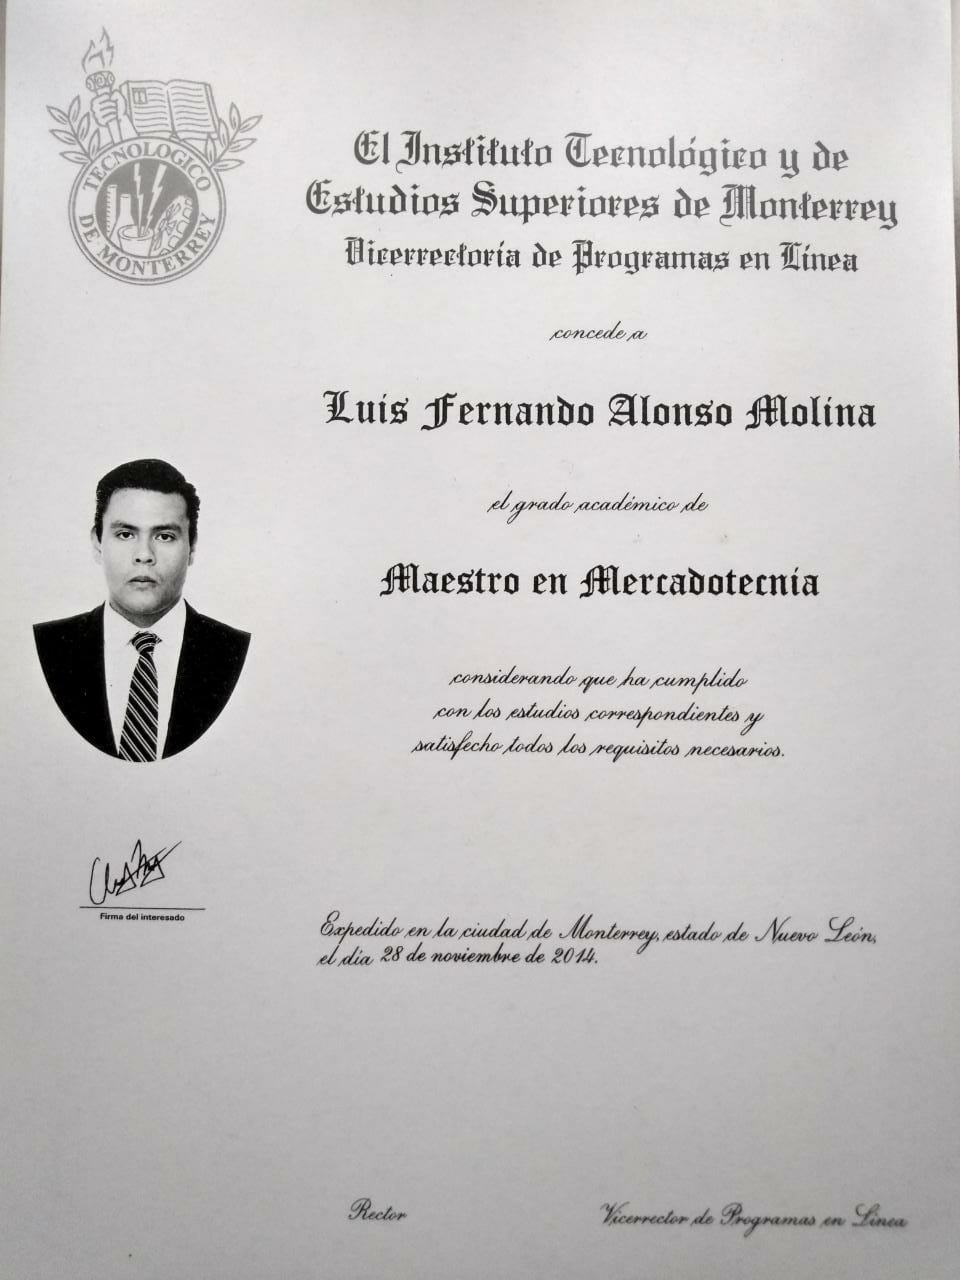 TECNOLOGICO
DE MONTERREY
El Instituto Tecnológico y de
Estudios Superiores de Monterrey
Vicerrectoría de Programas en Línea
concede a
Luis Fernando Alonso Molina
el grado académico de
Maestro en Mercadotecnia
considerando que ha cumplido
con los estudios correspondientes y
satisfecho todos los requisitos necesarios.
Firma del interesado
Expedido en la ciudad de Monterrey, estado de Nuevo León,
el día 28 de noviembre de 2014.
Rector
Vicerrector de Programas en Línea